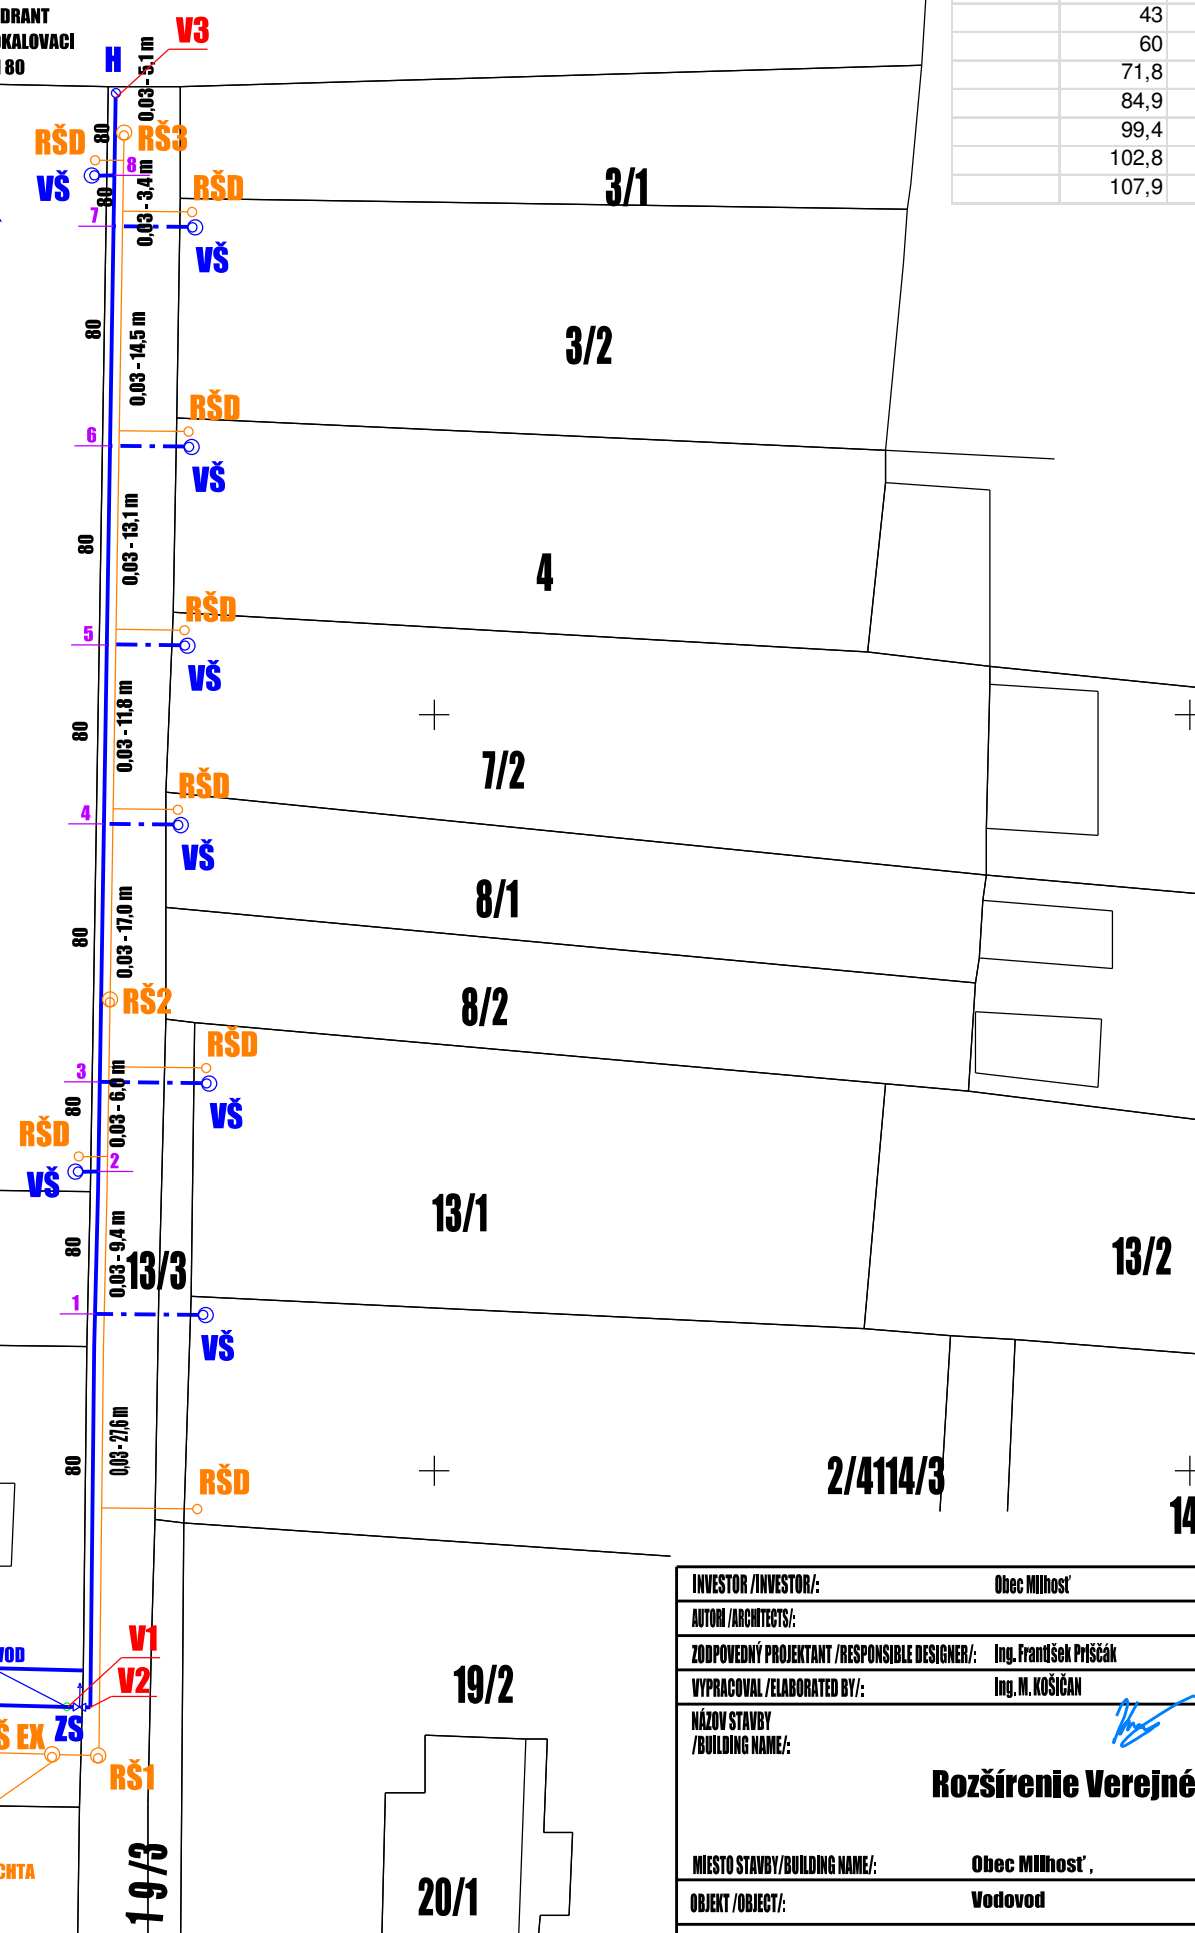 DRANT
OKALOVACÍ
80
H
V3
43
60
71,8
84,9
99,4
102,8
107,9
0,03 - 5,1 m
80
RŠD
RŠ3
8
VŠ
80
0,03 - 3,4 m
RŠD
3/1
7
VŠ
80
0,03 - 14,5 m
3/2
RŠD
6
VŠ
80
0,03 - 13,1 m
4
RŠD
5
VŠ
80
0,03 - 11,8 m
7/2
RŠD
4
VŠ
8/1
80
0,03 - 17,0 m
RŠ2
8/2
RŠD
3
VŠ
80
0,03 - 6,0 m
RŠD
2
VŠ
13/1
13/2
80
0,03 - 9,4 m
13/3
1
VŠ
80
0,03 - 27,6 m
RŠD
2/4114/3
14
INVESTOR /INVESTOR/: Obec Milhosť
AUTORI /ARCHITECTS/:
ZODPOVEDNÝ PROJEKTANT /RESPONSIBLE DESIGNER/: Ing. František Priščák
VYPRACOVAL /ELABORATED BY/: Ing. M. KOŠIČAN
NÁZOV STAVBY
/BUILDING NAME/:
Rozšírenie Verejné
MIESTO STAVBY/BUILDING NAME/: Obec Milhosť ,
OBJEKT /OBJECT/: Vodovod
VOD
V1
V2
19/2
ZS
Š EX
RŠ1
CHTA
19/3
20/1